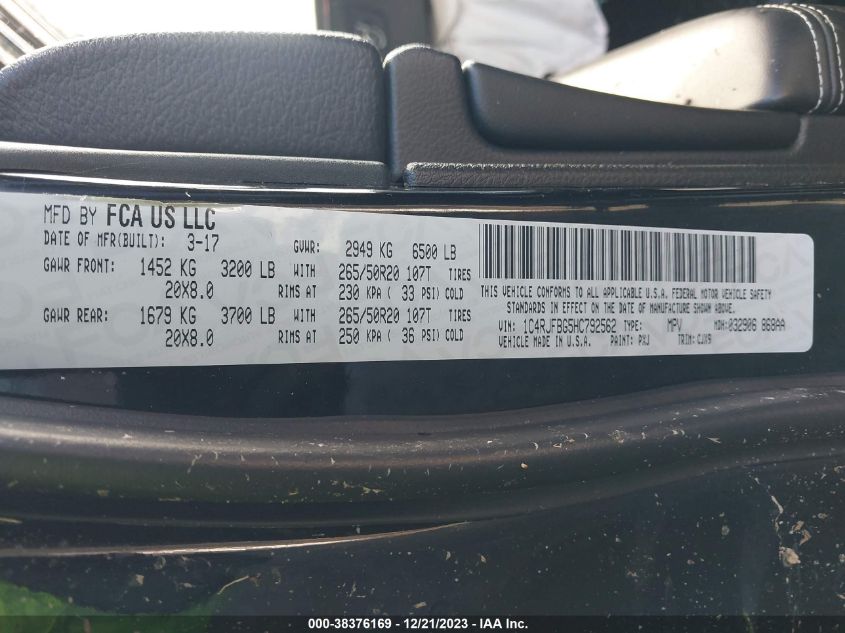 MFD BY FCA US LLC
DATE OF MFR(BUILT): 3-17 GVWR: 2949 KG 6500 LB
GAWR FRONT: 1452 KG 3200 LB WITH 265/50R20 107T TIRES
20X8.0 RIMS AT 230 KPA ( 33 PSI) COLD
GAWR REAR: 1679 KG 3700 LB WITH 265/50R20 107T TIRES
20X8.0 RIMS AT 250 KPA ( 36 PSI) COLD
THIS VEHICLE CONFORMS TO ALL APPLICABLE U.S.A. FEDERAL MOTOR VEHICLE SAFETY
STANDARDS IN EFFECT ON THE DATE OF MANUFACTURE SHOWN ABOVE.
VIN: 1C4RJFBG5HC792562 TYPE: MPV MDH: 032906 868AA
VEHICLE MADE IN U.S.A. PAINT: PXJ TRIM: CJX9
000-38376169 - 12/21/2023 - IAA Inc.